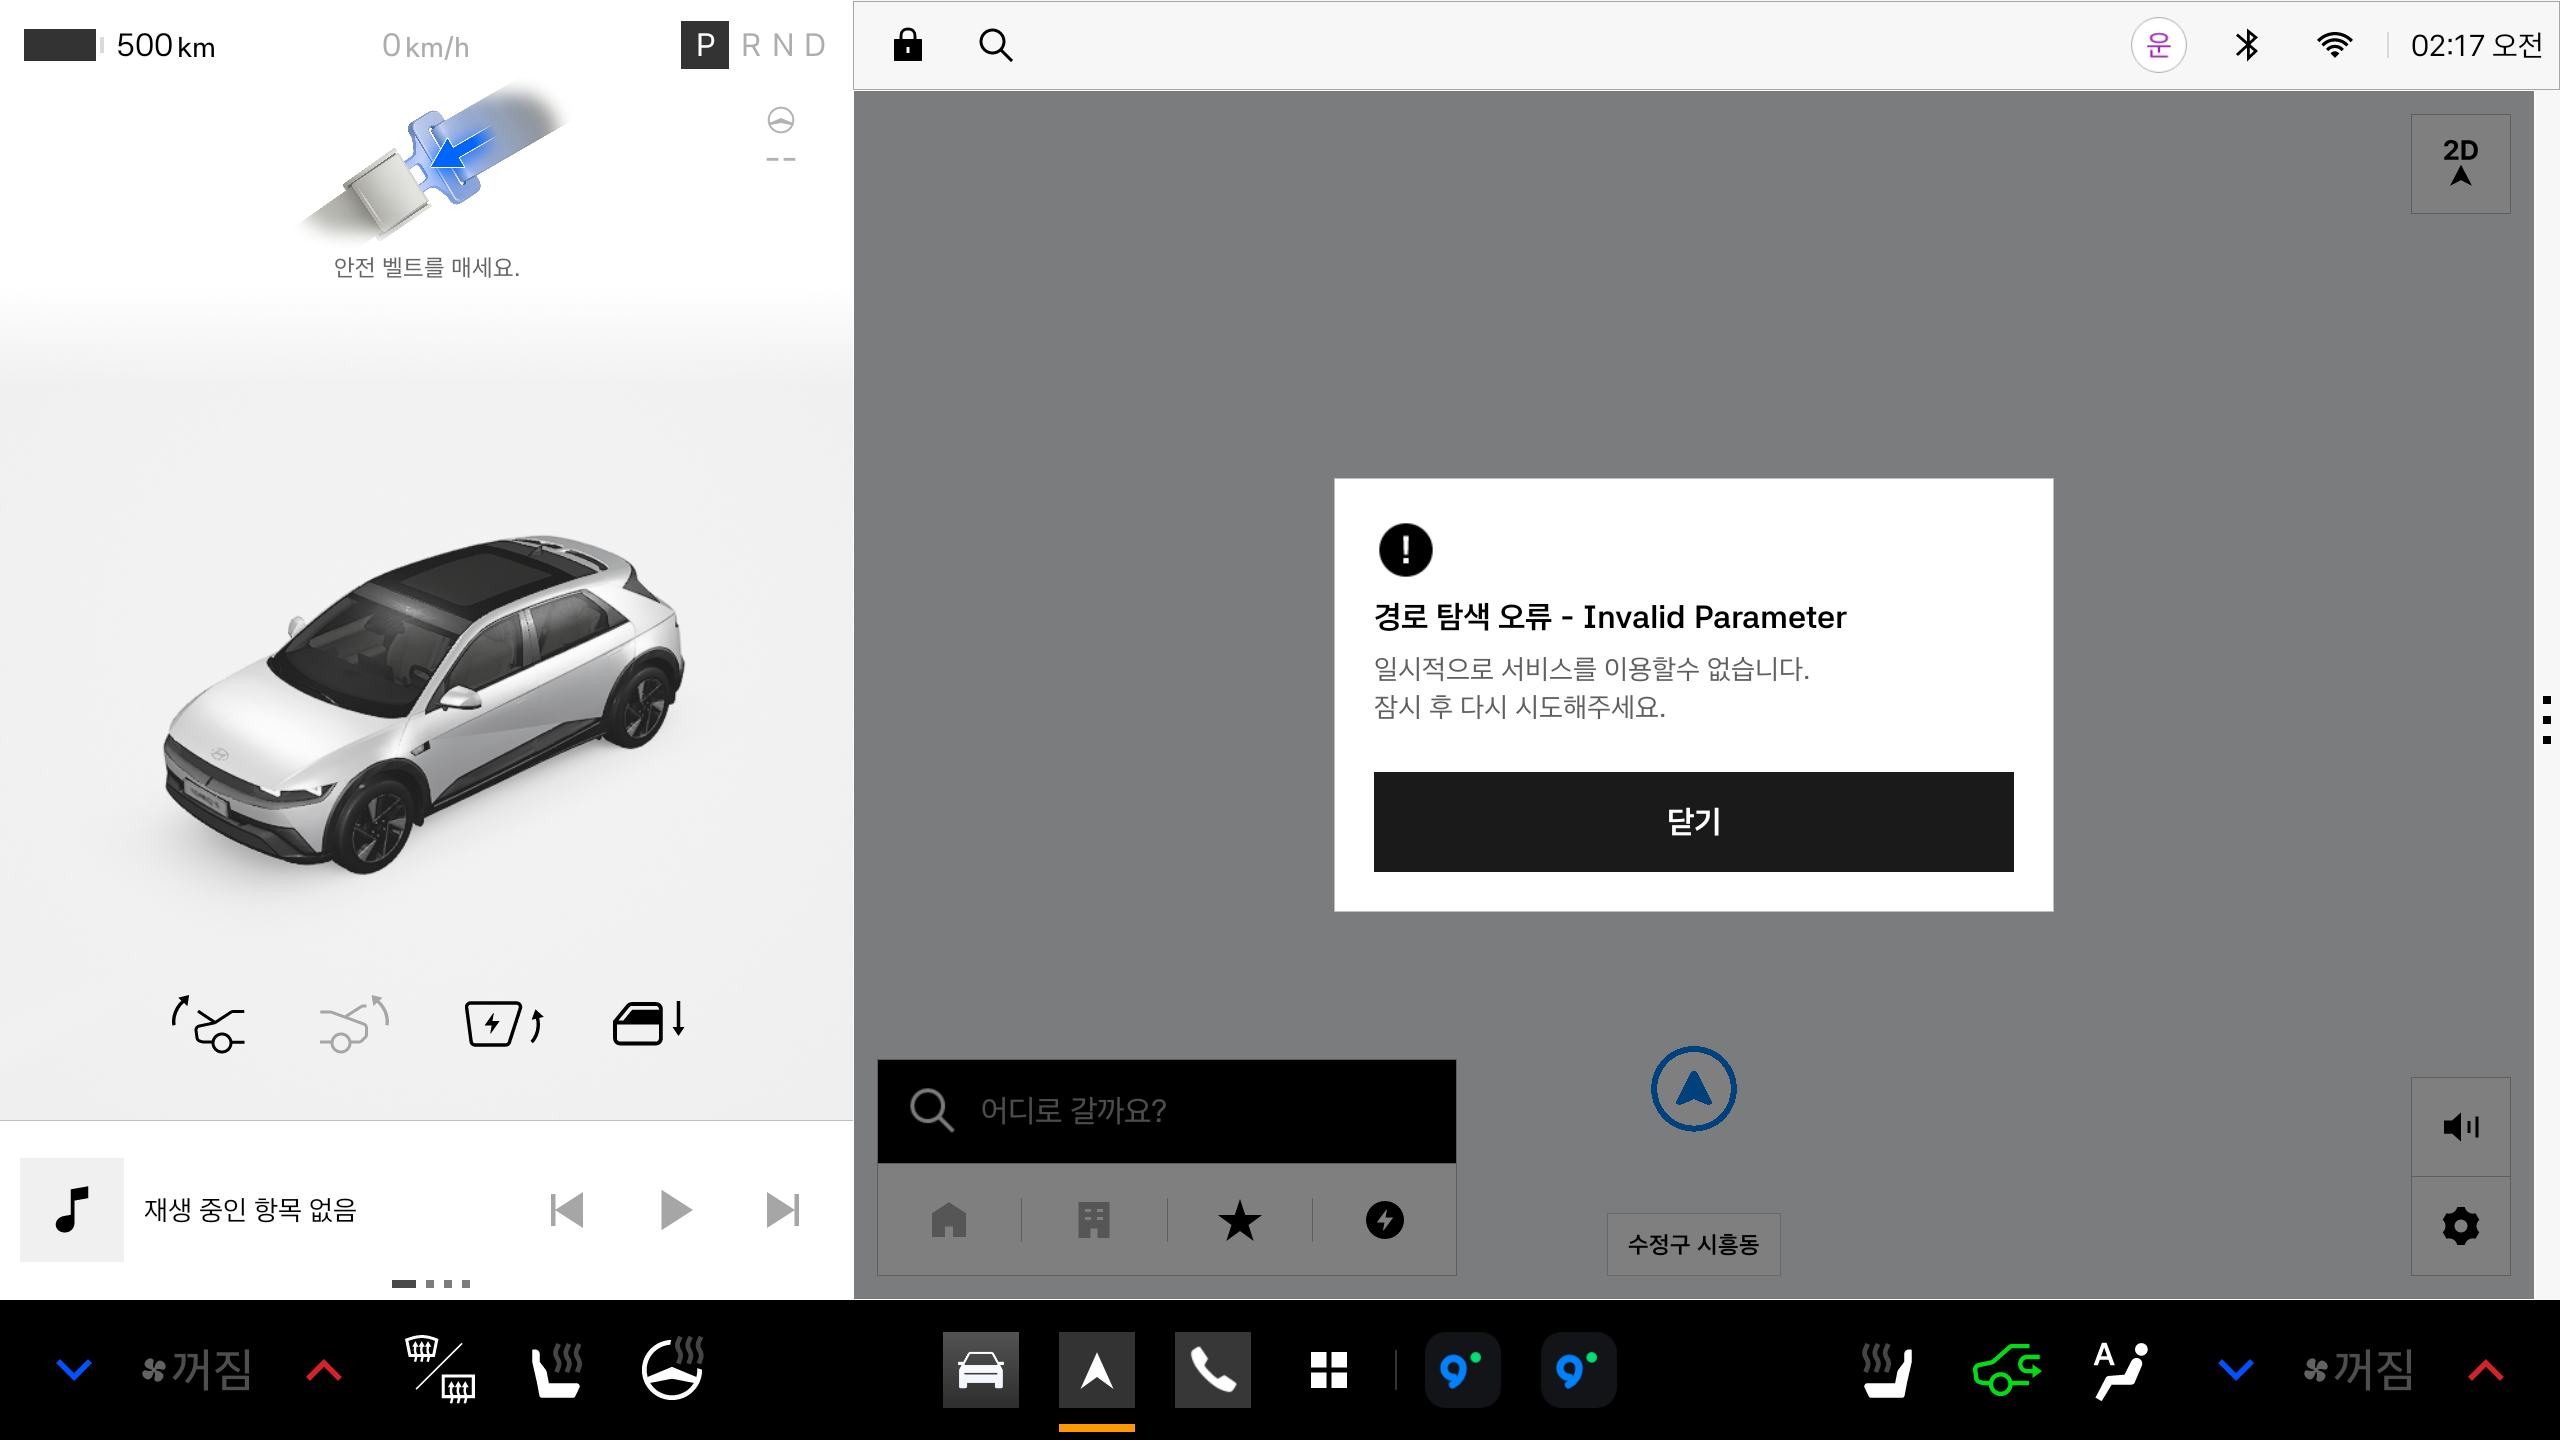 500 km
0 km/h
P R N D
운
02:17 오전
안전 벨트를 매세요.
2D
경로 탐색 오류 - Invalid Parameter
일시적으로 서비스를 이용할수 없습니다.
잠시 후 다시 시도해주세요.
닫기
어디로 갈까요?
수정구 시흥동
재생 중인 항목 없음
꺼짐
A
꺼짐